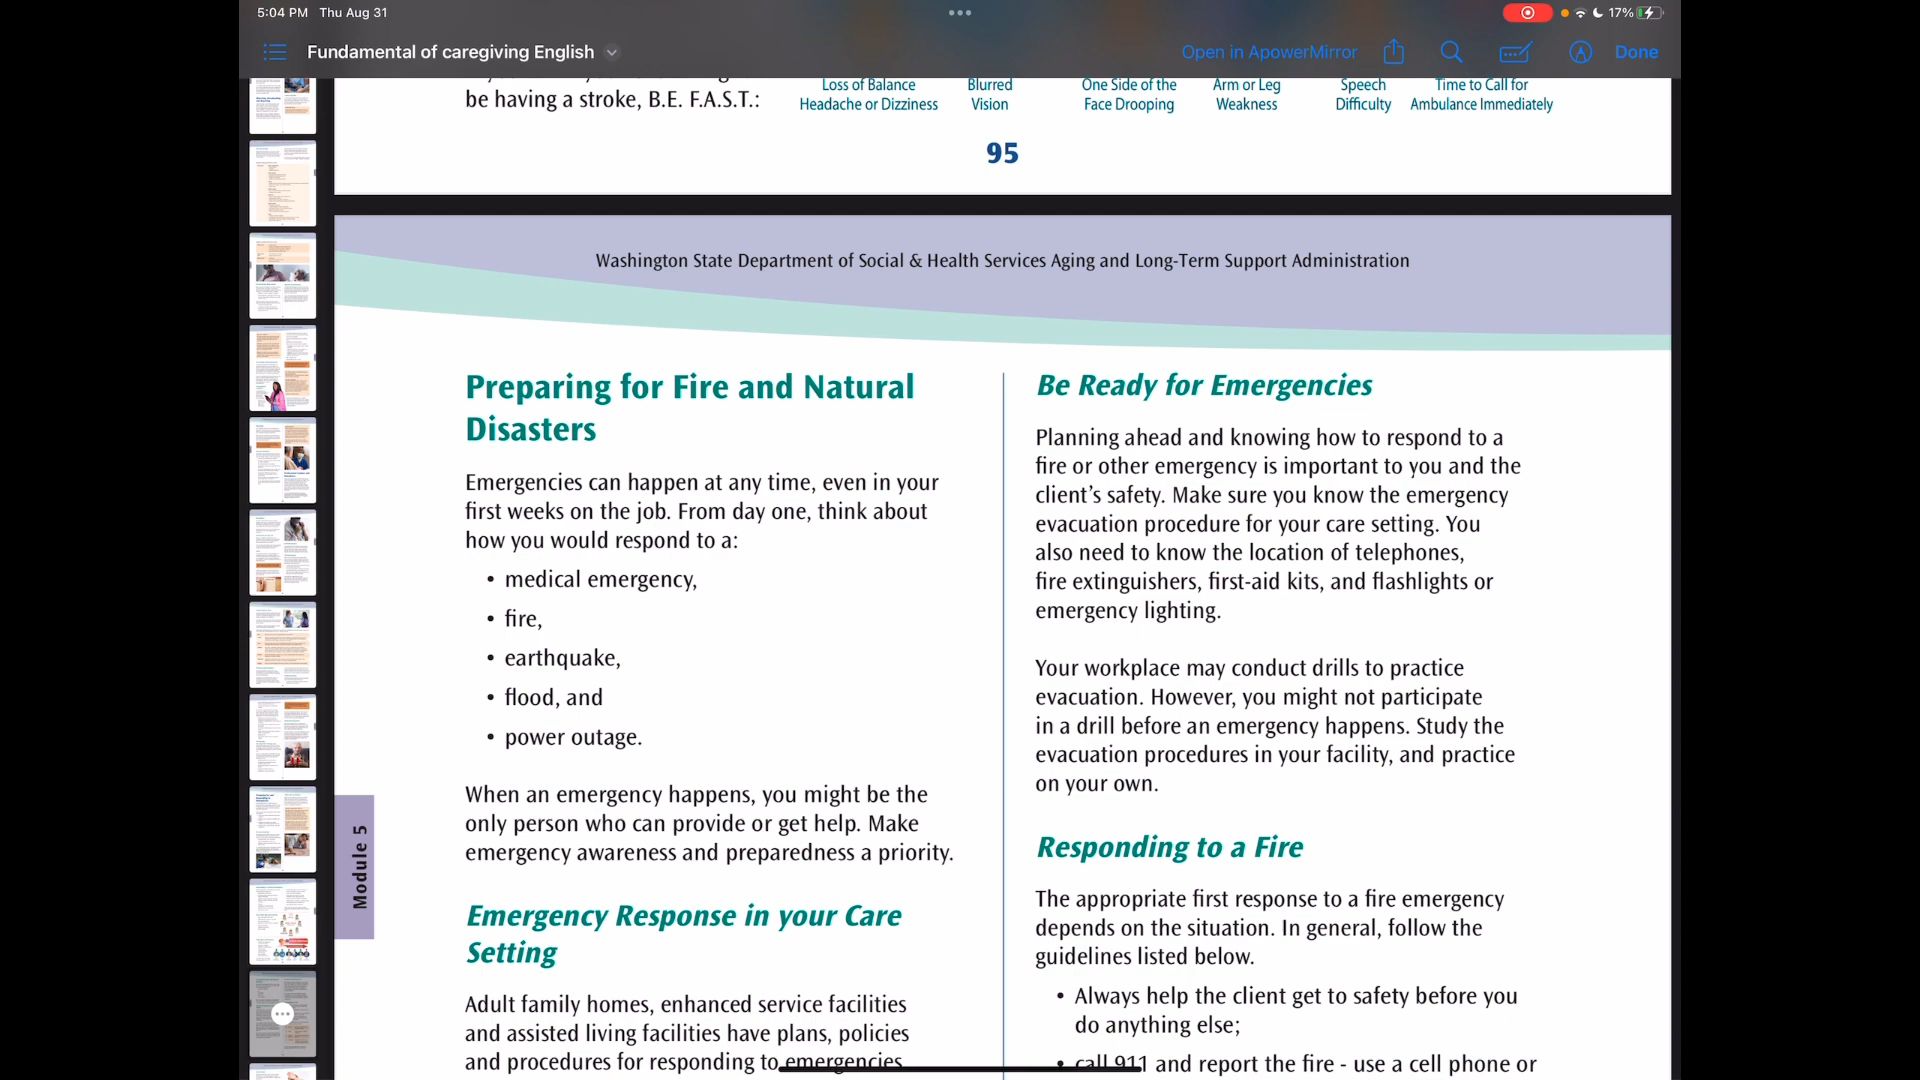 5:04 PM Thu Aug 31
17%
Fundamental of caregiving English
Open in ApowerMirror
Done
be having a stroke, B.E. F.A.S.T.:
Loss of Balance
Headache or Dizziness
Blurred
Vision
One Side of the
Face Drooping
Arm or Leg
Weakness
Speech
Difficulty
Time to Call for
Ambulance Immediately
95
Washington State Department of Social & Health Services Aging and Long-Term Support Administration
Preparing for Fire and Natural
Disasters
Emergencies can happen at any time, even in your
first weeks on the job. From day one, think about
how you would respond to a:
• medical emergency,
• fire,
• earthquake,
• flood, and
• power outage.
When an emergency happens, you might be the
only person who can provide or get help. Make
emergency awareness and preparedness a priority.
Emergency Response in your Care
Setting
Adult family homes, enhanced service facilities
and assisted living facilities have plans, policies
and procedures for responding to emergencies
Module 5
Be Ready for Emergencies
Planning ahead and knowing how to respond to a
fire or other emergency is important to you and the
client's safety. Make sure you know the emergency
evacuation procedure for your care setting. You
also need to know the location of telephones,
fire extinguishers, first-aid kits, and flashlights or
emergency lighting.
Your workplace may conduct drills to practice
evacuation. However, you might not participate
in a drill before an emergency happens. Study the
evacuation procedures in your facility, and practice
on your own.
Responding to a Fire
The appropriate first response to a fire emergency
depends on the situation. In general, follow the
guidelines listed below.
• Always help the client get to safety before you
do anything else;
• call 911 and report the fire - use a cell phone or